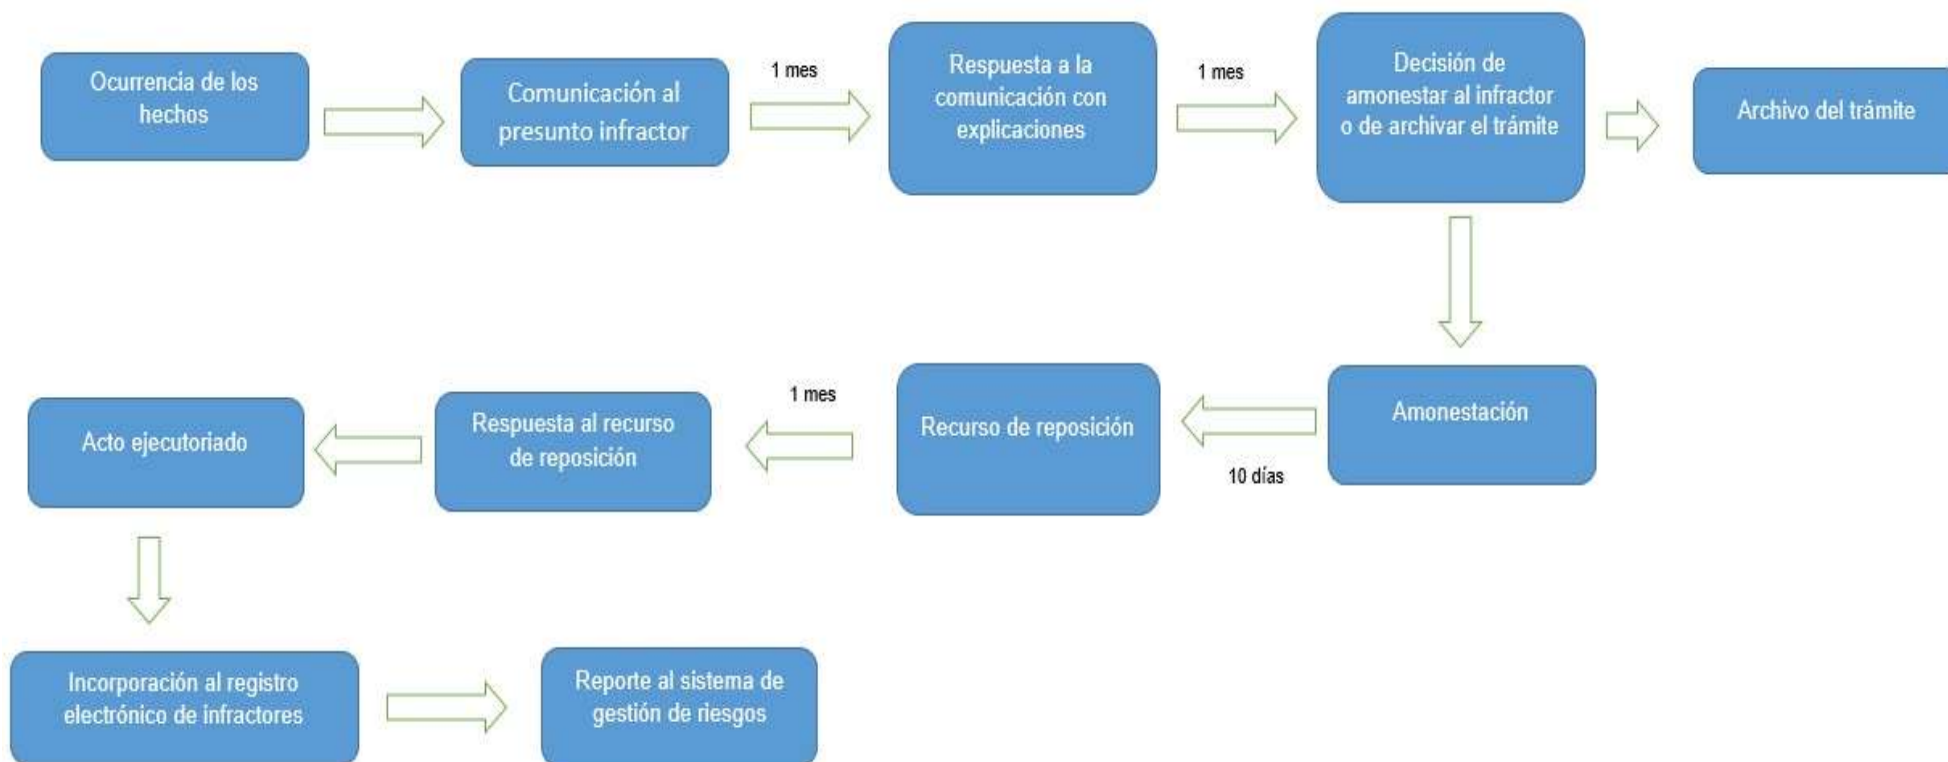 Ocurrencia de los
hechos
Comunicación al
presunto infractor
1 mes
Respuesta a la
comunicación con
explicaciones
1 mes
Decisión de
amonestar al infractor
o de archivar el trámite
Archivo del trámite
Amonestación
10 días
Recurso de reposición
1 mes
Respuesta al recurso
de reposición
Acto ejecutoriado
Incorporación al registro
electrónico de infractores
Reporte al sistema de
gestión de riesgos